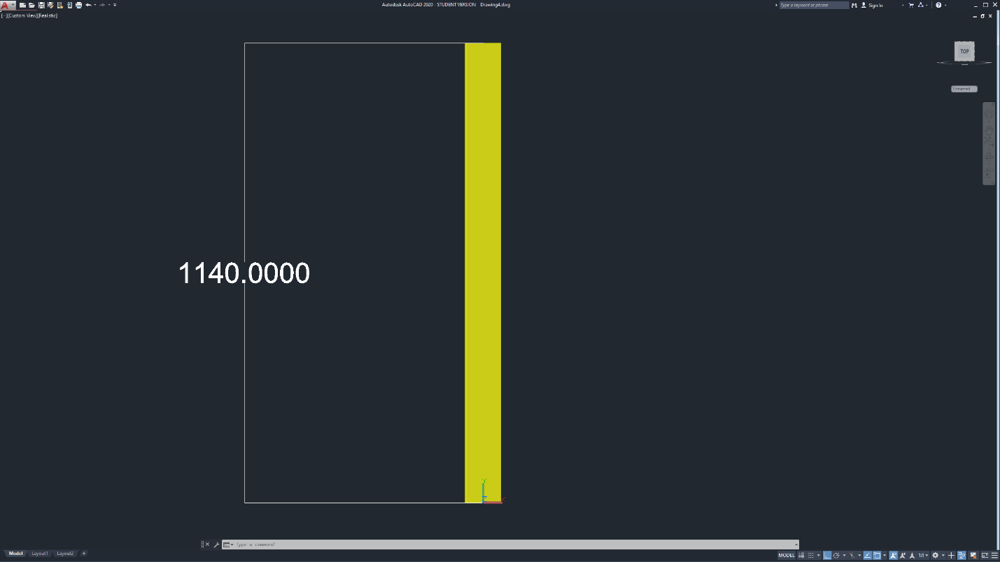 Autodesk AutoCAD 2020 - STUDENT VERSION Drawing4.dwg
Type a keyword or phrase
Sign In
[−][Custom View][Realistic]
TOP
Unnamed
1140.0000
Y
Z
X
Type a command
Model Layout1 Layout2 +
MODEL 1:1